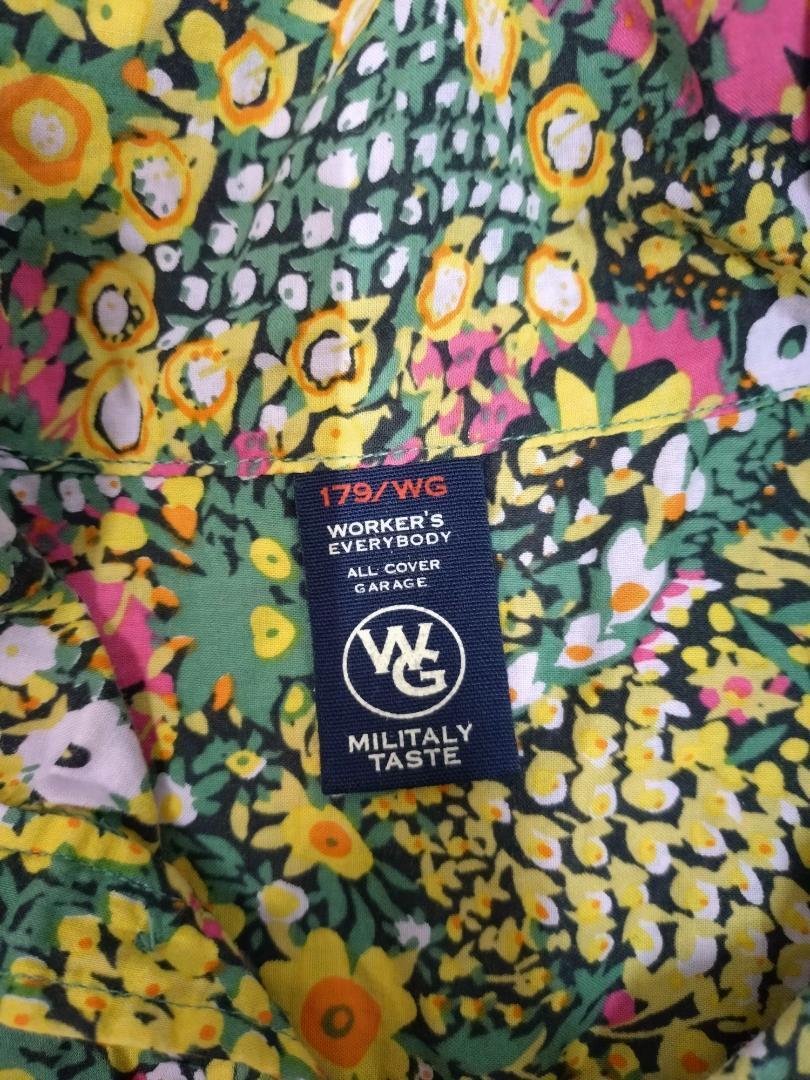 179/WG
WORKER'S
EVERYBODY
ALL COVER
GARAGE
WG
MILITALY
TASTE